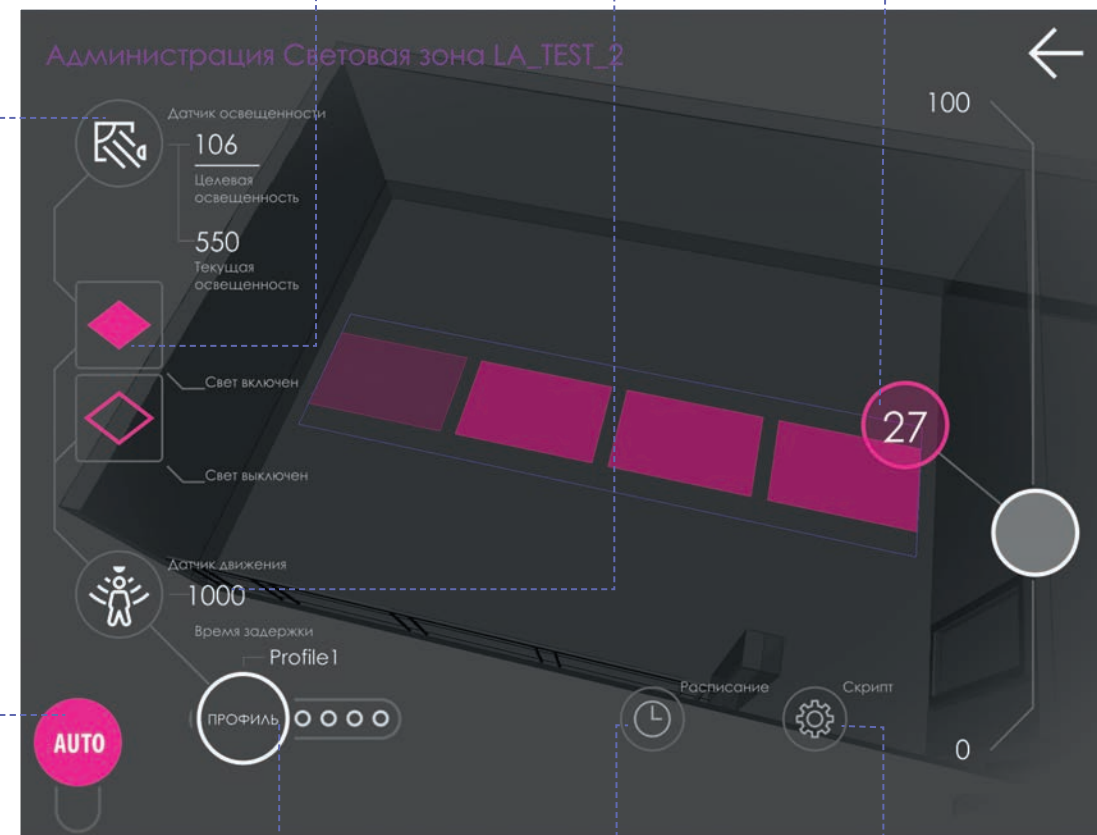 Администрация Световая зона LA_TEST_2
100
Датчик освещенности
106
Целевая
освещенность
550
Текущая
освещенность
Свет включен
27
Свет выключен
Датчик движения
1000
Время задержки
Profile1
ПРОФИЛЬ
Расписание
Скрипт
AUTO
0